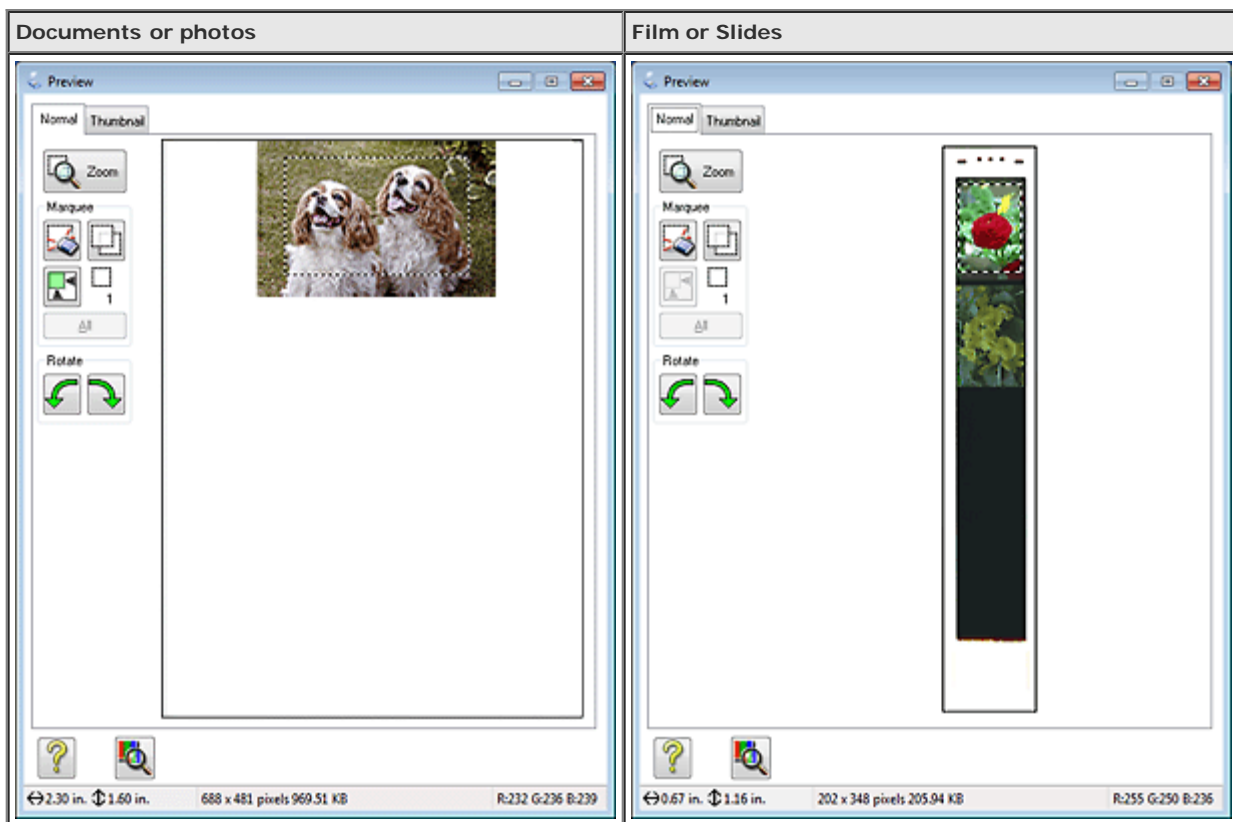 Documents or photos
Film or Slides
Preview
Normal Thumbnail
Zoom
Marquee
1
All
Rotate
2.30 in. 1.60 in. 688 x 481 pixels 969.51 KB R:232 G:236 B:239
Preview
Normal Thumbnail
Zoom
Marquee
1
All
Rotate
0.67 in. 1.16 in. 202 x 348 pixels 205.94 KB R:255 G:250 B:236